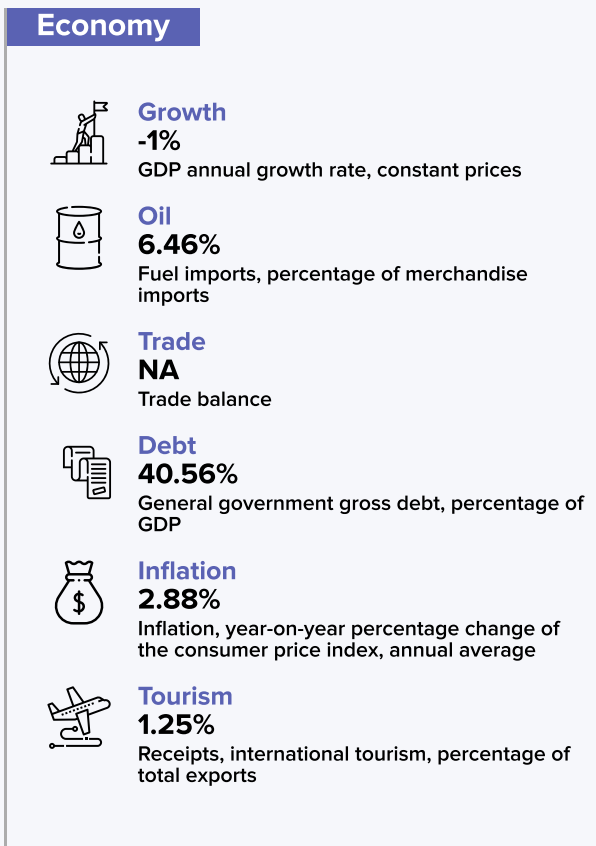 Economy
Growth
-1%
GDP annual growth rate, constant prices
Oil
6.46%
Fuel imports, percentage of merchandise
imports
Trade
NA
Trade balance
Debt
40.56%
General government gross debt, percentage of
GDP
Inflation
2.88%
Inflation, year-on-year percentage change of
the consumer price index, annual average
Tourism
1.25%
Receipts, international tourism, percentage of
total exports